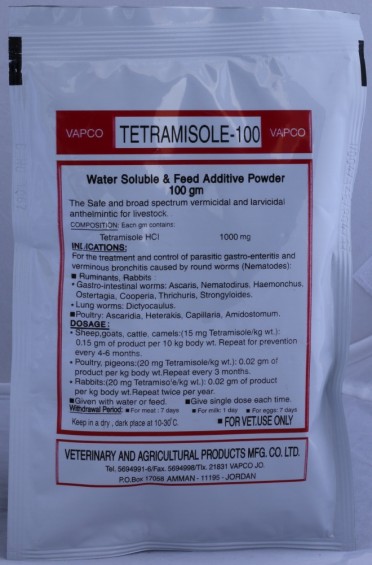 VAPCO TETRAMISOLE-100 VAPCO
Water Soluble & Feed Additive Powder
100 gm
The Safe and broad spectrum vermicidal and larvicidal
anthelmintic for livestock.
COMPOSITION: Each gm contains:
Tetramisole HCl 1000 mg
INDICATIONS:
For the treatment and control of parasitic gastro-enteritis and
verminous bronchitis caused by round worms (Nematodes):
■ Ruminants, Rabbits :
* Gastro-intestinal worms: Ascaris, Nematodirus, Haemonchus,
Ostertagia, Cooperia, Thrichuris, Strongyloides.
* Lung worms: Dictyocaulus.
■Poultry: Ascaridia, Heterakis, Capillaria, Amidostomum.
DOSAGE :
* Sheep,goats, cattle, camels:(15 mg Tetramisole/kg wt.):
0.15 gm of product per 10 kg body wt. Repeat for prevention
every 4-6 months.
* Poultry, pigeons:(20 mg Tetramisole/kg wt.): 0.02 gm of
product per kg body wt.Repeat every 3 months.
* Rabbits:(20 mg Tetramisole/kg wt.): 0.02 gm of product
per kg body wt.Repeat twice per year.
■Given with water or feed. ■Give single dose each time.
Withdrawal Period: ■ For meat : 7 days ■ For milk: 1 day ■ For eggs: 7 days
Keep in a dry , dark place at 10-30°C. ■ FOR VET.USE ONLY
VETERINARY AND AGRICULTURAL PRODUCTS MFG. CO. LTD.
Tel. 5694991-6/Fax. 5694998/Tlx. 21831 VAPCO JO.
P.O.Box 17058 AMMAN - 11195 - JORDAN